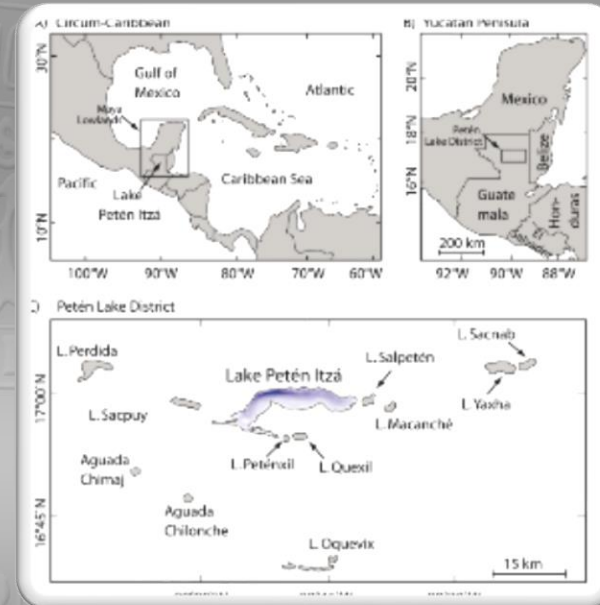 A) Circum-Caribbean
30°N
Gulf of
Mexico
Atlantic
Maya
Lowlands
Pacific
Lake
Petén Itzá
Caribbean Sea
10°N
100°W 90°W 80°W 70°W 60°W
B) Yucatan Penisula
20°N
Mexico
18°N
Petén
Lake District
Belize
16°N
Guate
mala
Hon-
duras
El
Salvador
200 km
92°W 90°W 88°W
C) Petén Lake District
L. Sacnab
L. Perdida
L. Salpetén
Lake Petén Itzá
17°00'N
L. Yaxha
L. Sacpuy
L. Macanché
L. Peténxil
L. Quexil
Aguada
Chimaj
Aguada
Chilonche
16°45'N
L. Oquevix
15 km